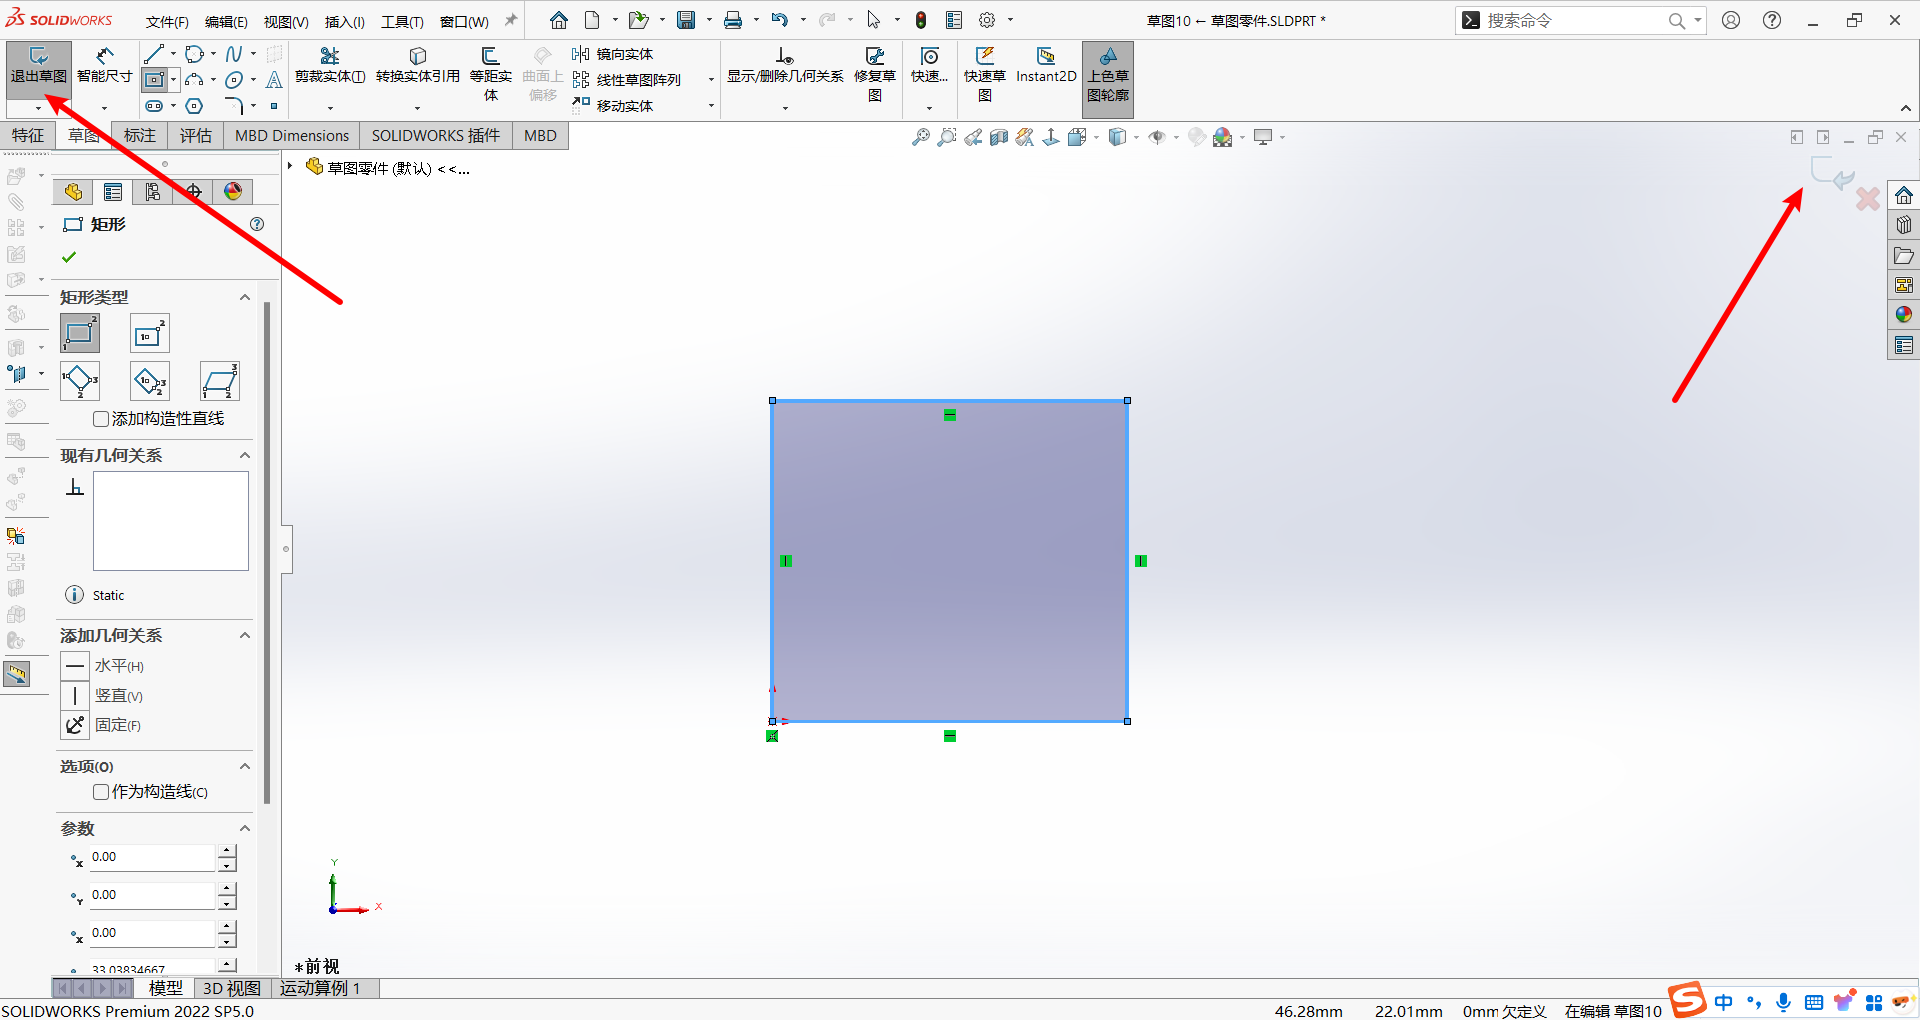 SOLIDWORKS 文件(F) 编辑(E) 视图(V) 插入(I) 工具(T) 窗口(W) 草图10 ← 草图零件.SLDPRT * 搜索命令
退出草图 智能尺寸 剪裁实体(T) 转换实体引用 等距实体 曲面上偏移 镜向实体 线性草图阵列 移动实体 显示/删除几何关系 修复草图 快速... 快速草图 Instant2D 上色草图轮廓
特征 草图 标注 评估 MBD Dimensions SOLIDWORKS 插件 MBD
草图零件 (默认) <<...
矩形
矩形类型
添加构造性直线
现有几何关系
Static
添加几何关系
水平(H)
竖直(V)
固定(F)
选项(O)
作为构造线(C)
参数
0.00
0.00
0.00
33.03834667
Y
X
*前视
模型 3D 视图 运动算例 1
SOLIDWORKS Premium 2022 SP5.0 46.28mm 22.01mm 0mm 欠定义 在编辑 草图10 中